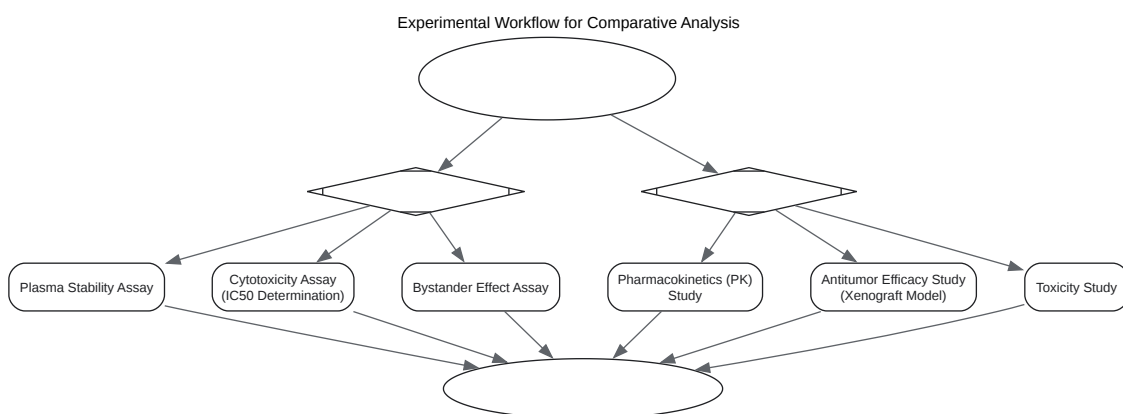 Experimental Workflow for Comparative Analysis
Plasma Stability Assay
Cytotoxicity Assay
(IC50 Determination)
Bystander Effect Assay
Pharmacokinetics (PK)
Study
Antitumor Efficacy Study
(Xenograft Model)
Toxicity Study